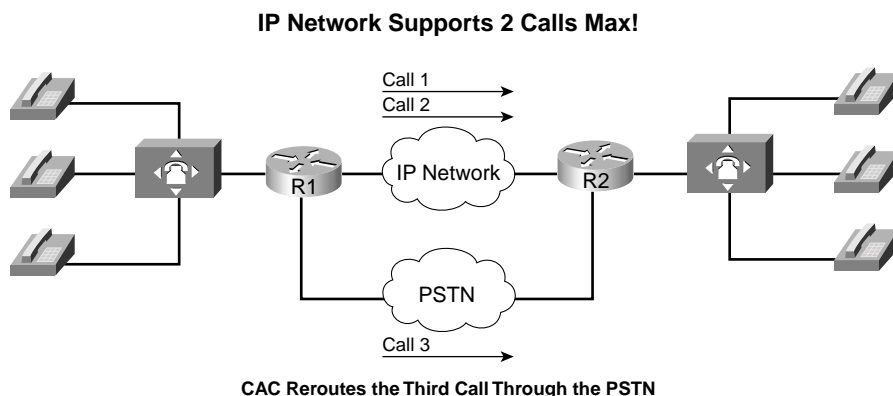 IP Network Supports 2 Calls Max!
Call 1
Call 2
R1
IP Network
R2
PSTN
Call 3
CAC Reroutes the Third Call Through the PSTN